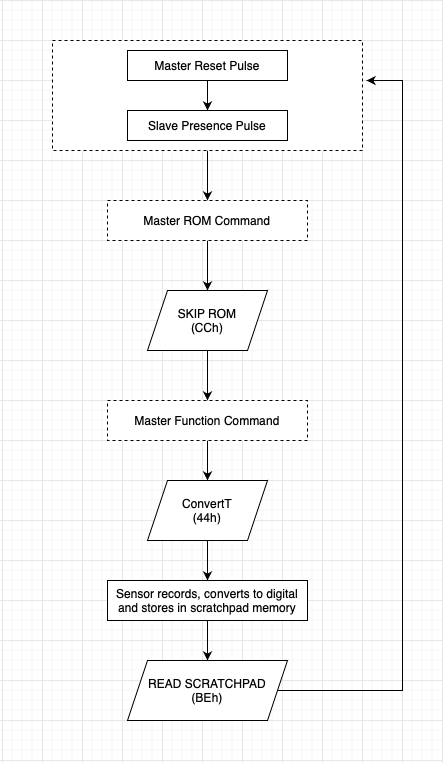 Master Reset Pulse
Slave Presence Pulse
Master ROM Command
SKIP ROM
(CCh)
Master Function Command
ConvertT
(44h)
Sensor records, converts to digital
and stores in scratchpad memory
READ SCRATCHPAD
(BEh)